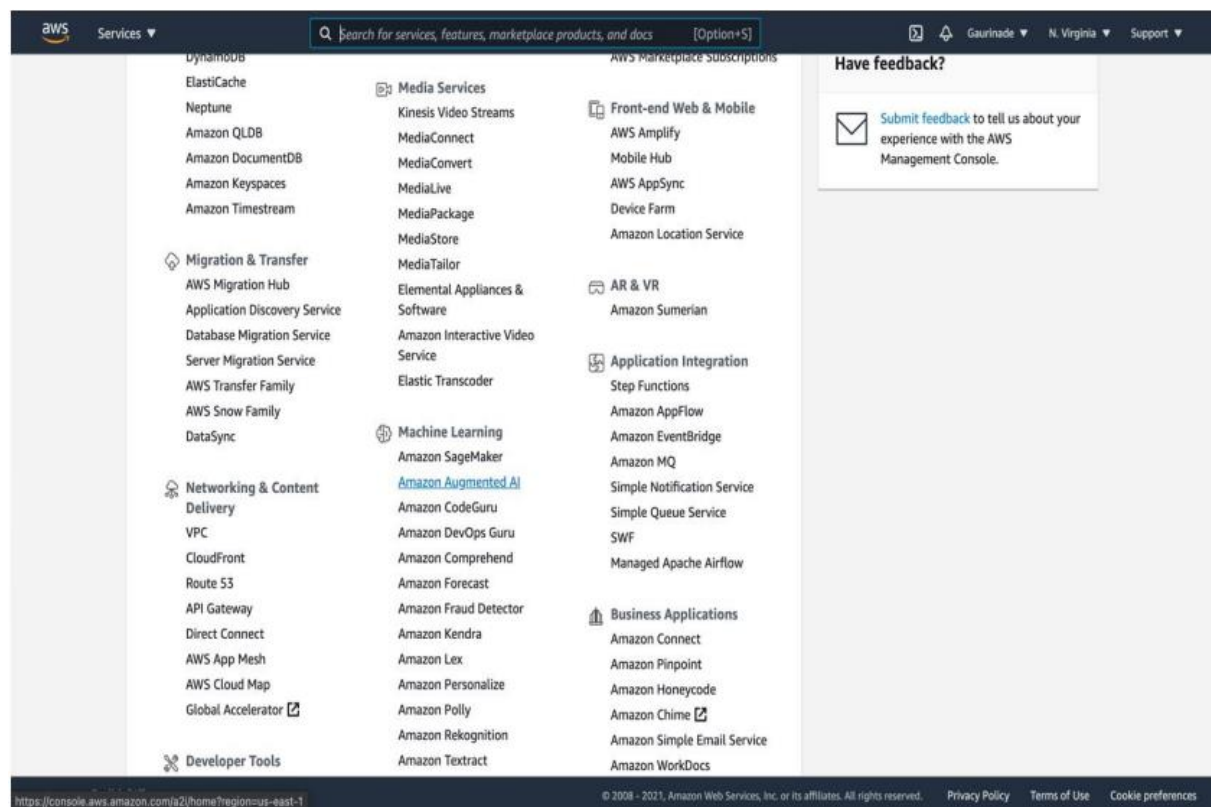 aws
Services ▼
Search for services, features, marketplace products, and docs [Option+S]
Gaurinade ▼
N. Virginia ▼
Support ▼
DynamoDB
ElastiCache
Neptune
Amazon QLDB
Amazon DocumentDB
Amazon Keyspaces
Amazon Timestream
Migration & Transfer
AWS Migration Hub
Application Discovery Service
Database Migration Service
Server Migration Service
AWS Transfer Family
AWS Snow Family
DataSync
Networking & Content
Delivery
VPC
CloudFront
Route 53
API Gateway
Direct Connect
AWS App Mesh
AWS Cloud Map
Global Accelerator
Developer Tools
Media Services
Kinesis Video Streams
MediaConnect
MediaConvert
MediaLive
MediaPackage
MediaStore
MediaTailor
Elemental Appliances &
Software
Amazon Interactive Video
Service
Elastic Transcoder
Machine Learning
Amazon SageMaker
Amazon Augmented AI
Amazon CodeGuru
Amazon DevOps Guru
Amazon Comprehend
Amazon Forecast
Amazon Fraud Detector
Amazon Kendra
Amazon Lex
Amazon Personalize
Amazon Polly
Amazon Rekognition
Amazon Textract
AWS Marketplace Subscriptions
Front-end Web & Mobile
AWS Amplify
Mobile Hub
AWS AppSync
Device Farm
Amazon Location Service
AR & VR
Amazon Sumerian
Application Integration
Step Functions
Amazon AppFlow
Amazon EventBridge
Amazon MQ
Simple Notification Service
Simple Queue Service
SWF
Managed Apache Airflow
Business Applications
Amazon Connect
Amazon Pinpoint
Amazon Honeycode
Amazon Chime
Amazon Simple Email Service
Amazon WorkDocs
Have feedback?
Submit feedback to tell us about your
experience with the AWS
Management Console.
https://console.aws.amazon.com/a2i/home?region=us-east-1
© 2008 - 2021, Amazon Web Services, Inc. or its affiliates. All rights reserved.
Privacy Policy
Terms of Use
Cookie preferences